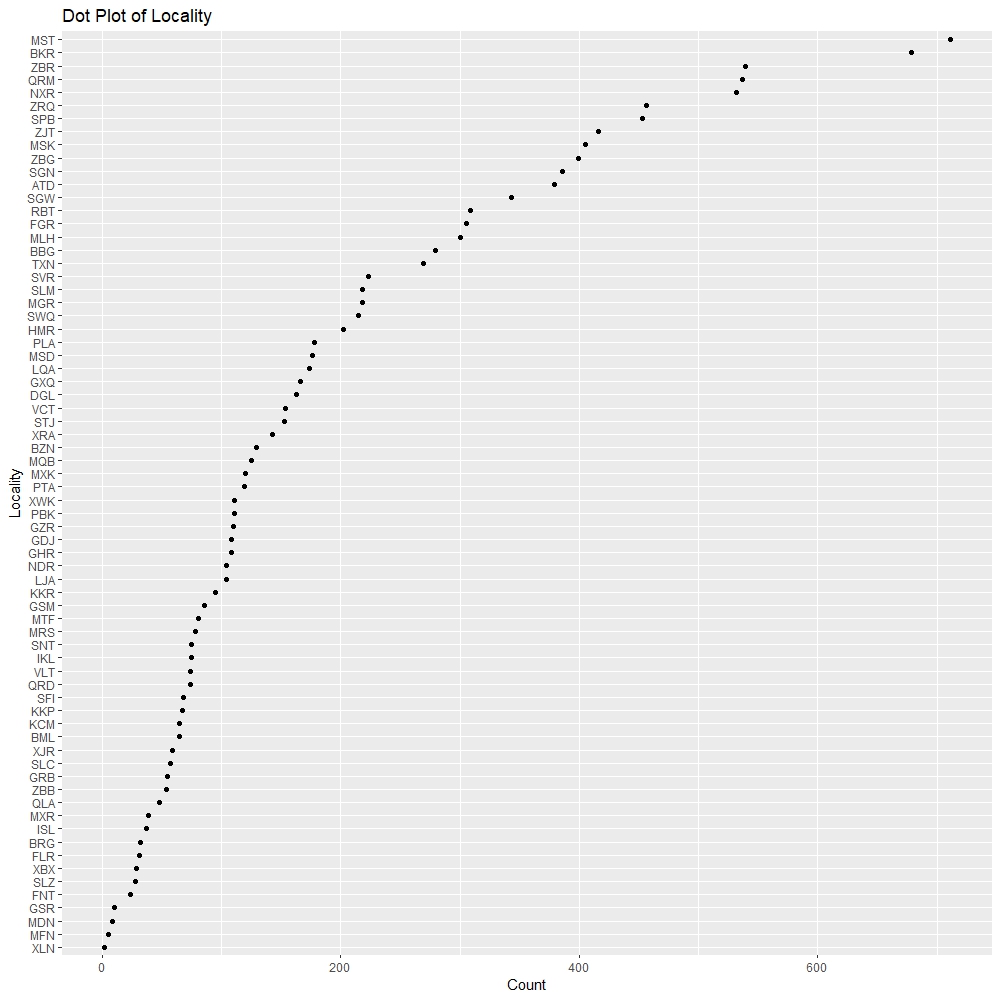 Dot Plot of Locality
MST
BKR
ZBR
QRM
NXR
ZRQ
SPB
ZJT
MSK
ZBG
SGN
ATD
SGW
RBT
FGR
MLH
BBG
TXN
SVR
SLM
MGR
SWQ
HMR
PLA
MSD
LQA
GXQ
DGL
VCT
STJ
XRA
BZN
MQB
MXK
PTA
XWK
PBK
GZR
GDJ
GHR
NDR
LJA
KKR
GSM
MTF
MRS
SNT
IKL
VLT
QRD
SFI
KKP
KCM
BML
XJR
SLC
GRB
ZBB
QLA
MXR
ISL
BRG
FLR
XBX
SLZ
FNT
GSR
MDN
MFN
XLN
Locality
0 200 400 600
Count